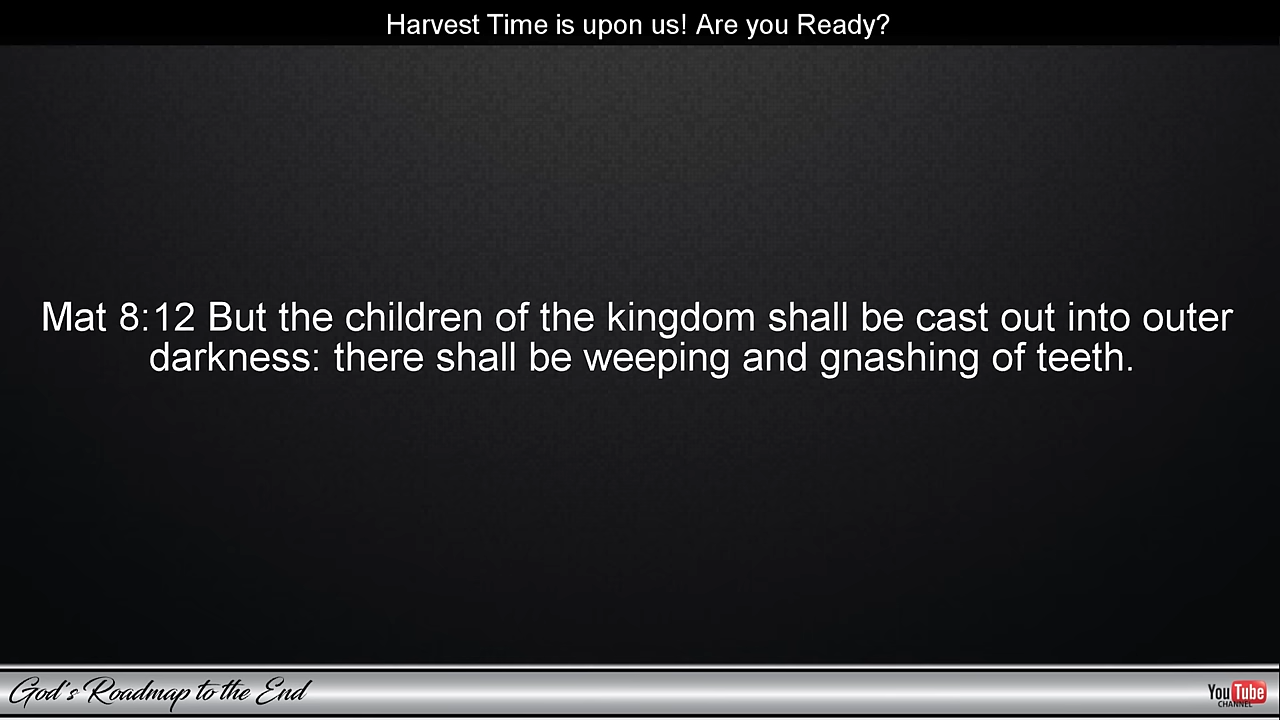 Harvest Time is upon us! Are you Ready?
Mat 8:12 But the children of the kingdom shall be cast out into outer
darkness: there shall be weeping and gnashing of teeth.
God's Roadmap to the End
YouTube
CHANNEL